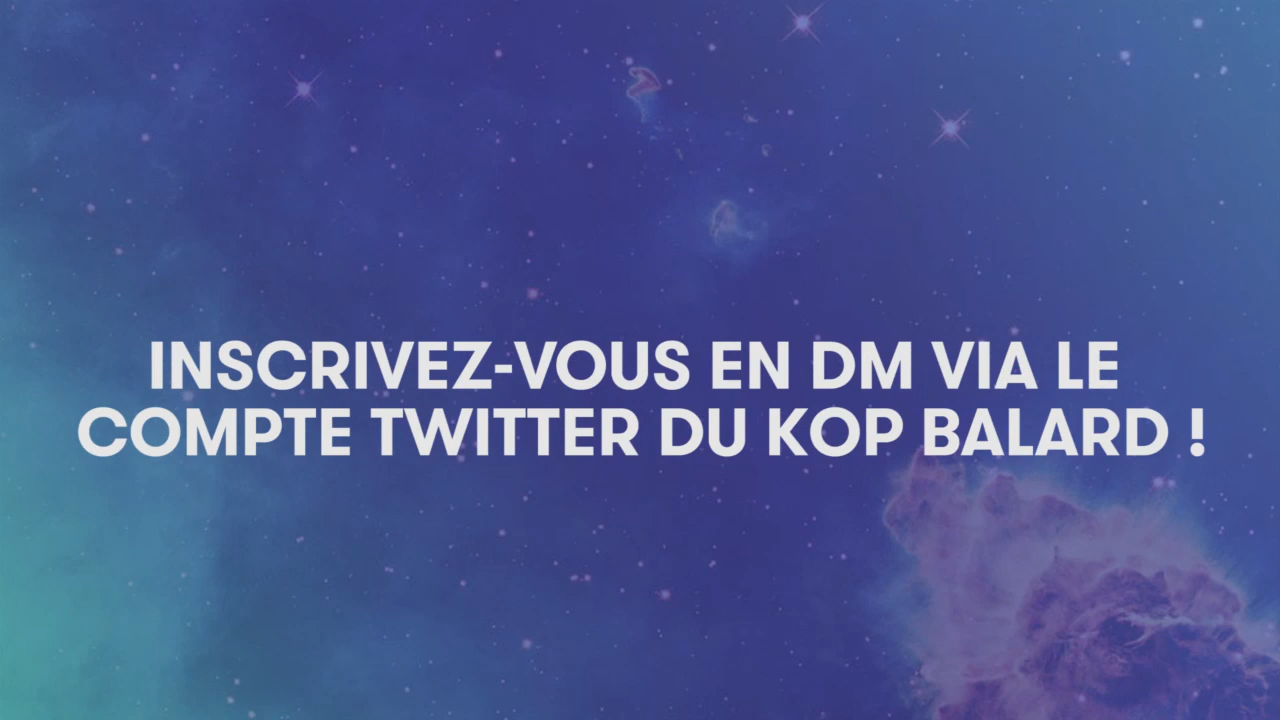 INSCRIVEZ-VOUS EN DM VIA LE
COMPTE TWITTER DU KOP BALARD !